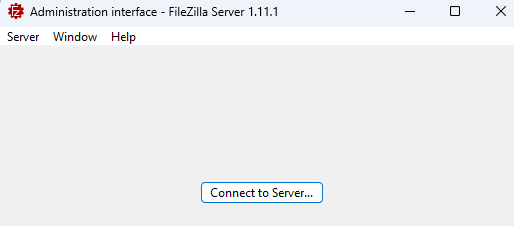 Administration interface - FileZilla Server 1.11.1
Server Window Help
Connect to Server...